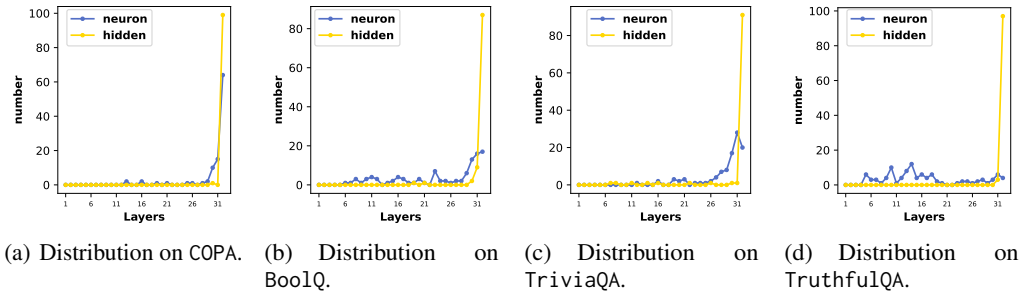 neuron
hidden
number
100
80
60
40
20
0
1 6 11 16 21 26 31
Layers
neuron
hidden
number
80
60
40
20
0
1 6 11 16 21 26 31
Layers
neuron
hidden
number
80
60
40
20
0
1 6 11 16 21 26 31
Layers
neuron
hidden
number
100
80
60
40
20
0
1 6 11 16 21 26 31
Layers
(a) Distribution on COPA.
(b) Distribution on
BoolQ.
(c) Distribution on
TriviaQA.
(d) Distribution on
TruthfulQA.